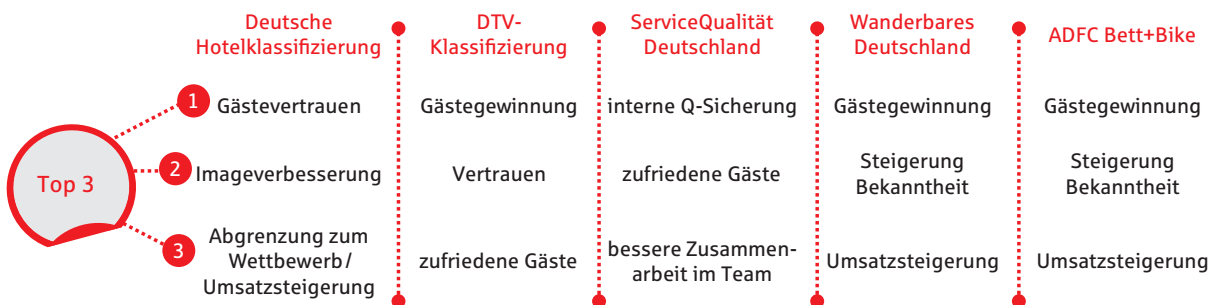 Deutsche
Hotelklassifizierung
DTV-
Klassifizierung
ServiceQualität
Deutschland
Wanderbares
Deutschland
ADFC Bett+Bike
1
Gästevertrauen
Gästegewinnung
interne Q-Sicherung
Gästegewinnung
Gästegewinnung
Top 3
2
Imageverbesserung
Vertrauen
zufriedene Gäste
Steigerung
Bekanntheit
Steigerung
Bekanntheit
3
Abgrenzung zum
Wettbewerb/
Umsatzsteigerung
zufriedene Gäste
bessere Zusammen-
arbeit im Team
Umsatzsteigerung
Umsatzsteigerung